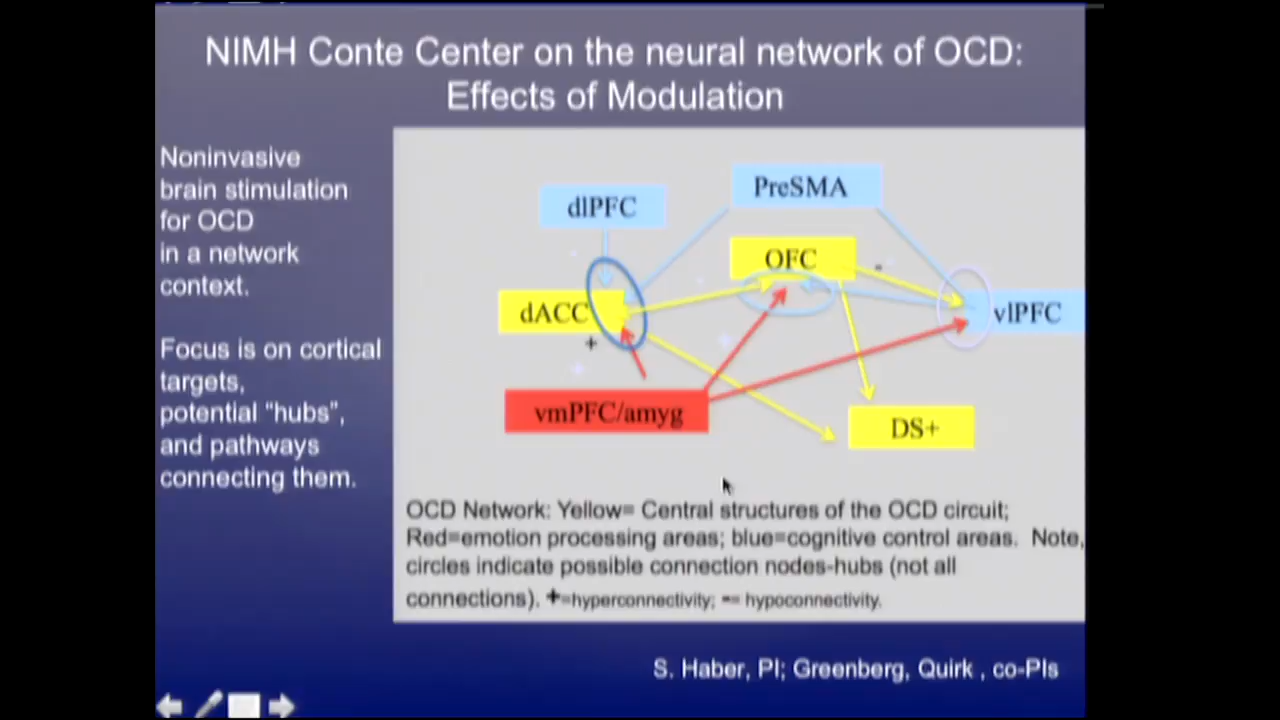 NIMH Conte Center on the neural network of OCD:
Effects of Modulation
Noninvasive
brain stimulation
for OCD
in a network
context.
Focus is on cortical
targets,
potential “hubs”,
and pathways
connecting them.
PreSMA
dlPFC
OFC
-
dACC
vlPFC
+
vmPFC/amyg
DS+
OCD Network: Yellow= Central structures of the OCD circuit;
Red=emotion processing areas; blue=cognitive control areas. Note,
circles indicate possible connection nodes-hubs (not all
connections). +=hyperconnectivity; -= hypoconnectivity.
S. Haber, PI; Greenberg, Quirk , co-PIs